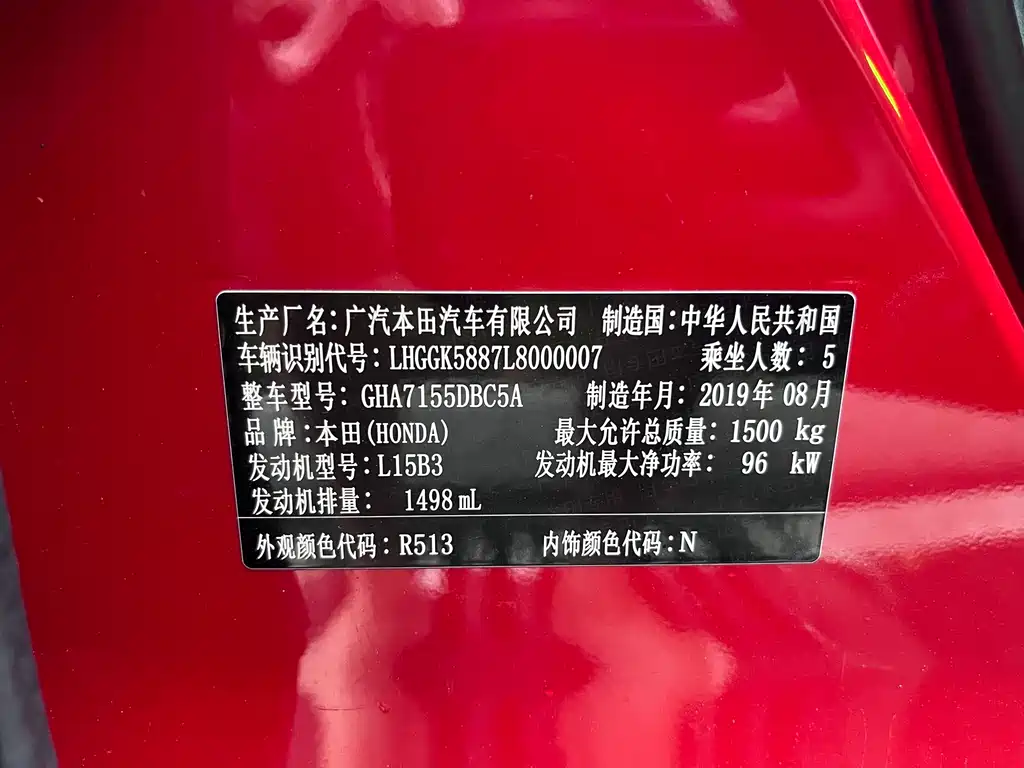 生产厂名：广汽本田汽车有限公司 制造国：中华人民共和国
车辆识别代号：LHGGK5887L8000007 乘坐人数：5
整车型号：GHA7155DBC5A 制造年月：2019年08月
品牌：本田(HONDA) 最大允许总质量：1500 kg
发动机型号：L15B3 发动机最大净功率：96 kW
发动机排量：1498 mL
外观颜色代码：R513 内饰颜色代码：N